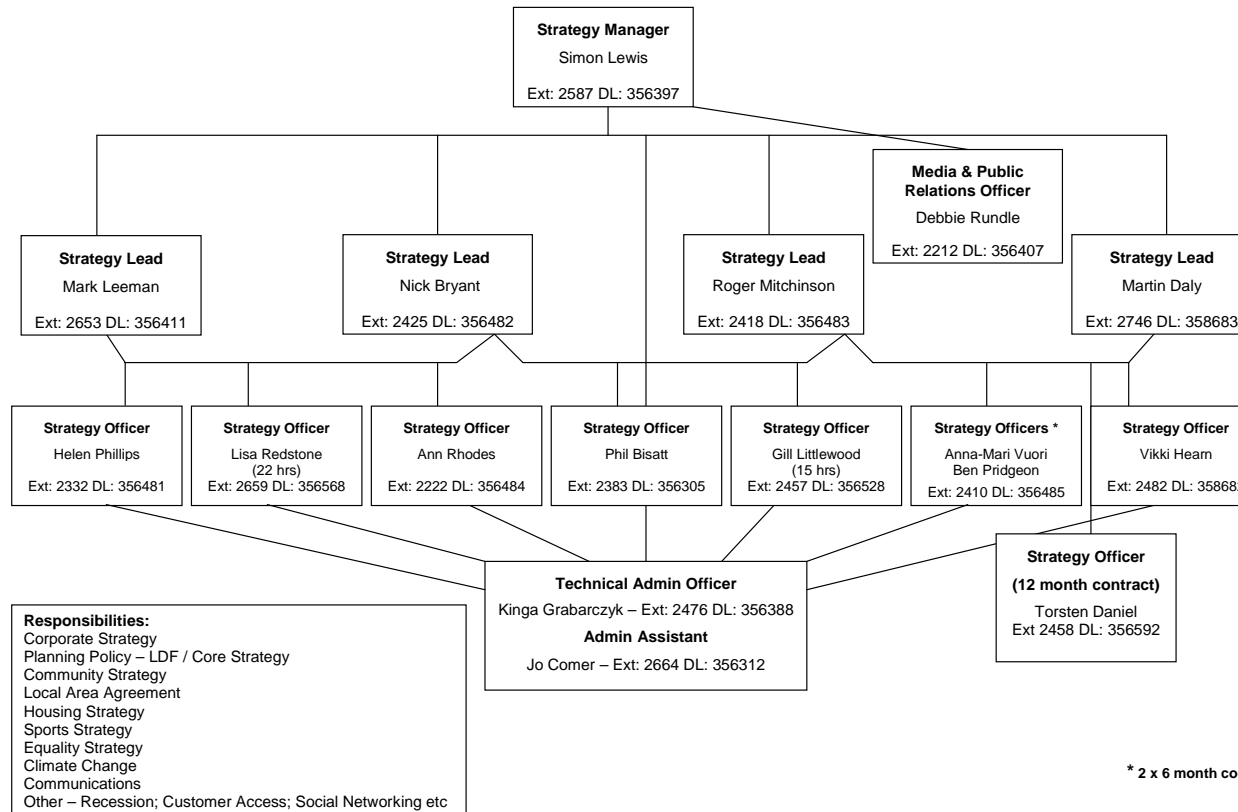 Strategy Manager
Simon Lewis
Ext: 2587 DL: 356397
Media & Public
Relations Officer
Debbie Rundle
Ext: 2212 DL: 356407
Strategy Lead
Mark Leeman
Ext: 2653 DL: 356411
Strategy Lead
Nick Bryant
Ext: 2425 DL: 356482
Strategy Lead
Roger Mitchinson
Ext: 2418 DL: 356483
Strategy Lead
Martin Daly
Ext: 2746 DL: 358683
Strategy Officer
Helen Phillips
Ext: 2332 DL: 356481
Strategy Officer
Lisa Redstone
(22 hrs)
Ext: 2659 DL: 356568
Strategy Officer
Ann Rhodes
Ext: 2222 DL: 356484
Strategy Officer
Phil Bisatt
Ext: 2383 DL: 356305
Strategy Officer
Gill Littlewood
(15 hrs)
Ext: 2457 DL: 356528
Strategy Officers *
Anna-Mari Vuori
Ben Pridgeon
Ext: 2410 DL: 356485
Strategy Officer
Vikki Hearn
Ext: 2482 DL:
Technical Admin Officer
Kinga Grabarczyk – Ext: 2476 DL: 356388
Admin Assistant
Jo Comer – Ext: 2664 DL: 356312
Strategy Officer
(12 month contract)
Torsten Daniel
Ext 2458 DL: 356592
Responsibilities:
Corporate Strategy
Planning Policy – LDF / Core Strategy
Community Strategy
Local Area Agreement
Housing Strategy
Sports Strategy
Equality Strategy
Climate Change
Communications
Other – Recession; Customer Access; Social Networking etc
* 2 x 6 month